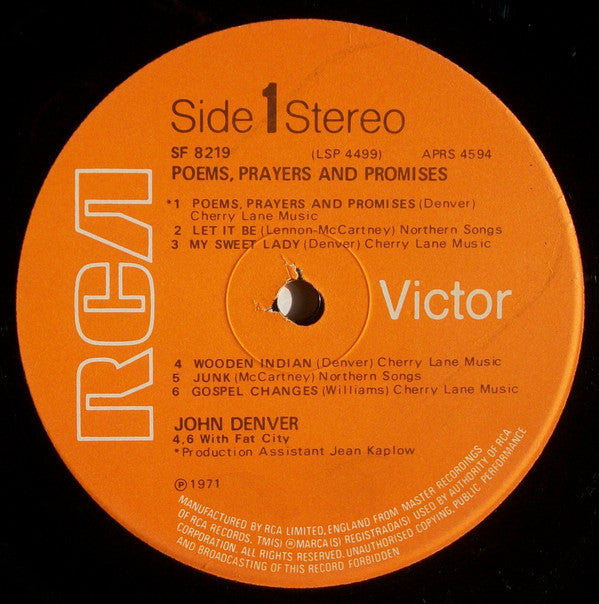 Side 1 Stereo
SF 8219 (LSP 4499) APRS 4594
POEMS, PRAYERS AND PROMISES
*1 POEMS, PRAYERS AND PROMISES (Denver)
Cherry Lane Music
2 LET IT BE (Lennon-McCartney) Northern Songs
3 MY SWEET LADY (Denver) Cherry Lane Music
RCA
Victor
4 WOODEN INDIAN (Denver) Cherry Lane Music
5 JUNK (McCartney) Northern Songs
6 GOSPEL CHANGES (Williams) Cherry Lane Music
JOHN DENVER
4,6 With Fat City
*Production Assistant Jean Kaplow
℗1971
MANUFACTURED BY RCA LIMITED, ENGLAND FROM MASTER RECORDINGS
OF RCA RECORDS. TM(S) ® MARCA(S) REGISTRADA(S) USED BY AUTHORITY OF RCA
CORPORATION. ALL RIGHTS RESERVED. UNAUTHORISED COPYING, PUBLIC PERFORMANCE
AND BROADCASTING OF THIS RECORD FORBIDDEN